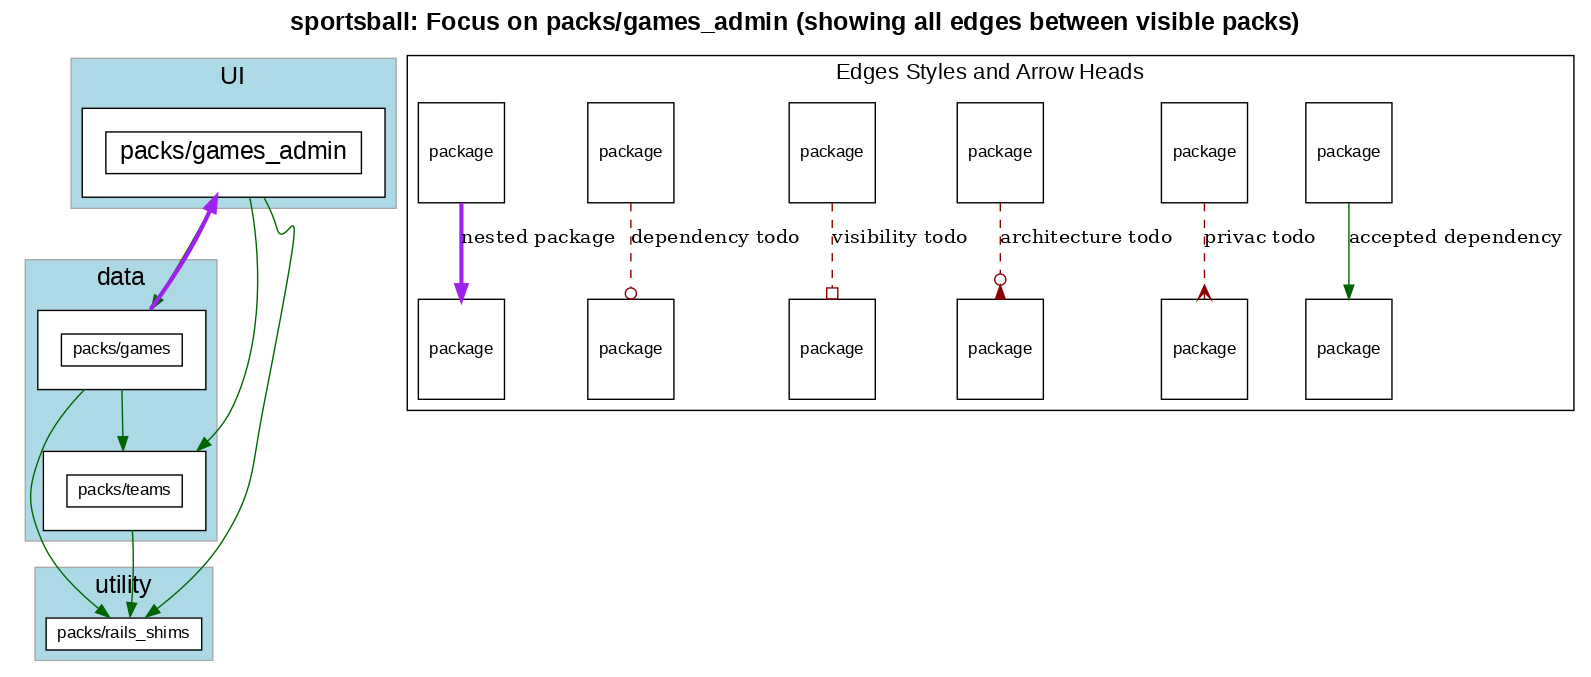 sportsball: Focus on packs/games_admin (showing all edges between visible packs)
UI
packs/games_admin
data
packs/games
packs/teams
utility
packs/rails_shims
Edges Styles and Arrow Heads
package
package
package
package
package
package
nested package
dependency todo
visibility todo
architecture todo
privac todo
accepted dependency
package
package
package
package
package
package